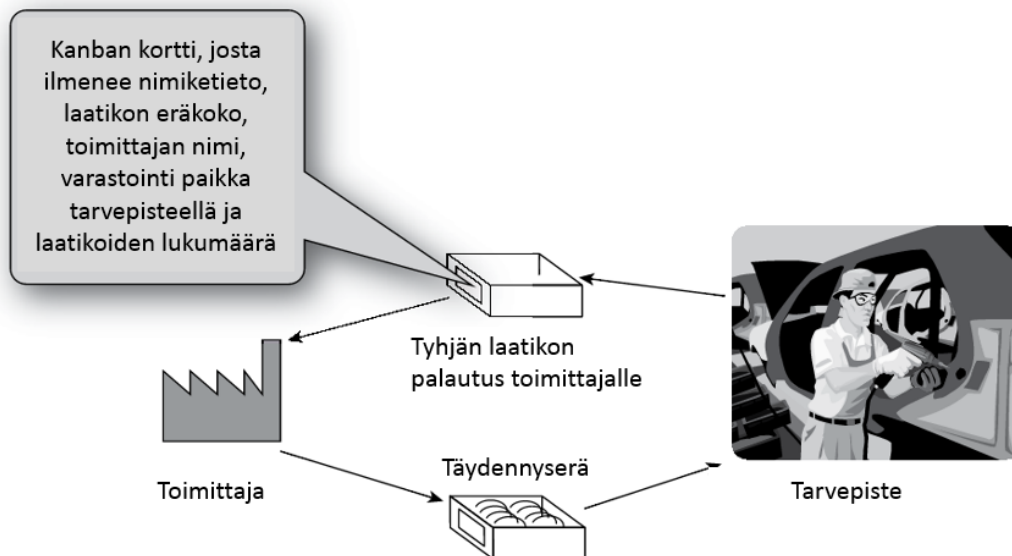 Kanban kortti, josta
ilmenee nimiketieto,
laatikon eräkoko,
toimittajan nimi,
varastointi paikka
tarvepisteellä ja
laatikoiden lukumäärä
Tyhjän laatikon
palautus toimittajalle
Toimittaja
Täydennyserä
Tarvepiste